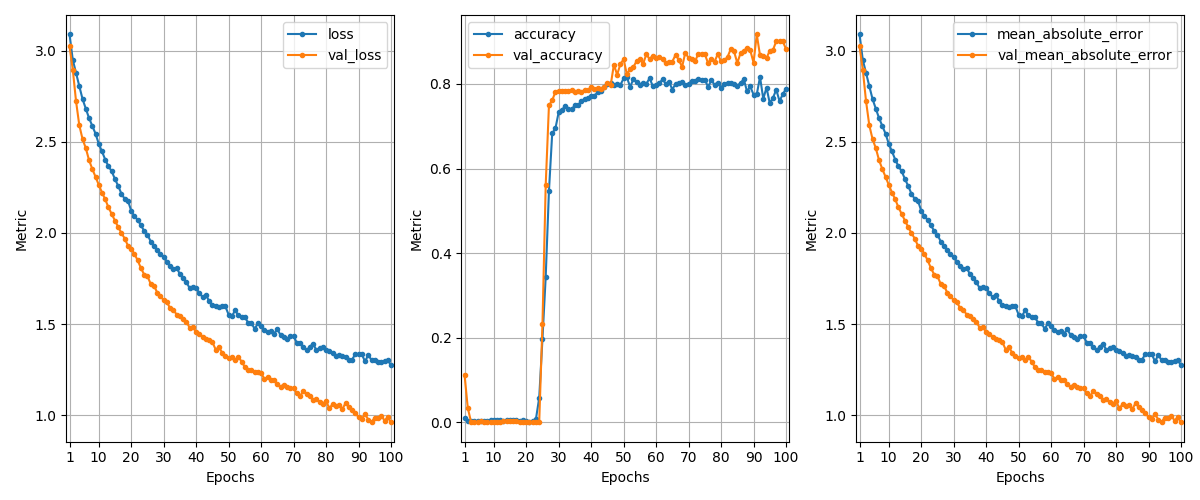 loss
val_loss
3.0
2.5
2.0
1.5
1.0
Metric
1 10 20 30 40 50 60 70 80 90 100
Epochs
accuracy
val_accuracy
0.8
0.6
0.4
0.2
0.0
Metric
1 10 20 30 40 50 60 70 80 90 100
Epochs
mean_absolute_error
val_mean_absolute_error
3.0
2.5
2.0
1.5
1.0
Metric
1 10 20 30 40 50 60 70 80 90 100
Epochs